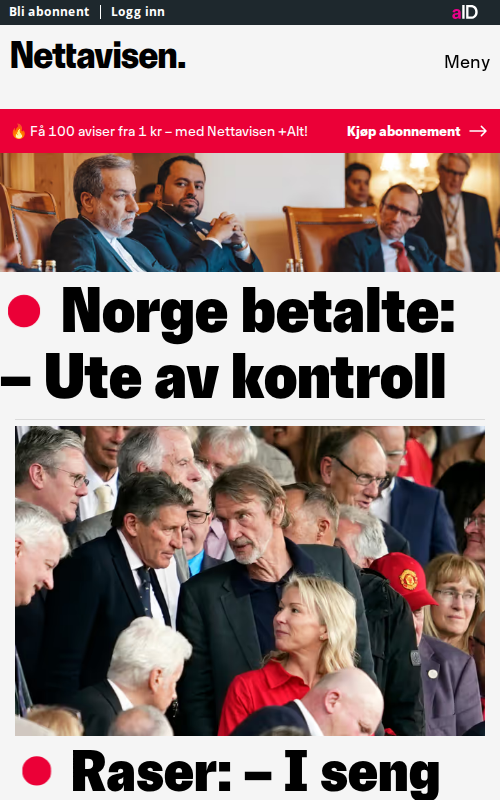 Bli abonnent | Logg inn
aID
Nettavisen.
Meny
🔥 Få 100 aviser fra 1 kr – med Nettavisen +Alt!
Kjøp abonnement →
Norge betalte:
– Ute av kontroll
Raser: – I seng